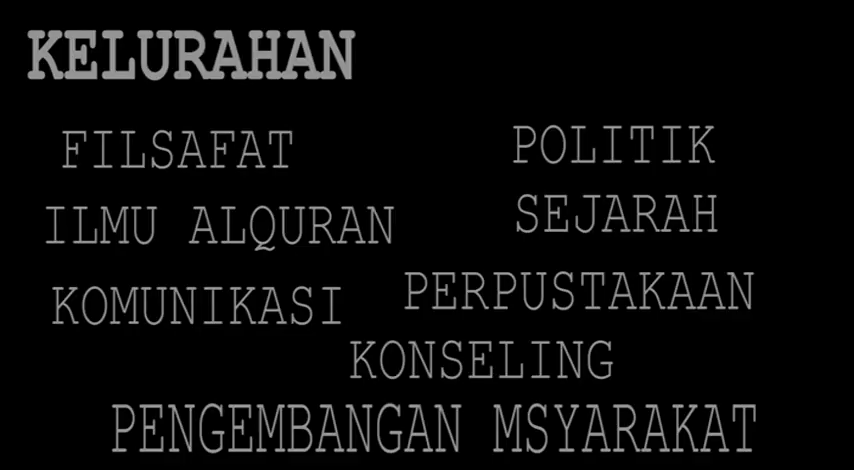 KELURAHAN
FILSAFAT
POLITIK
ILMU ALQURAN
SEJARAH
KOMUNIKASI
PERPUSTAKAAN
KONSELING
PENGEMBANGAN MSYARAKAT